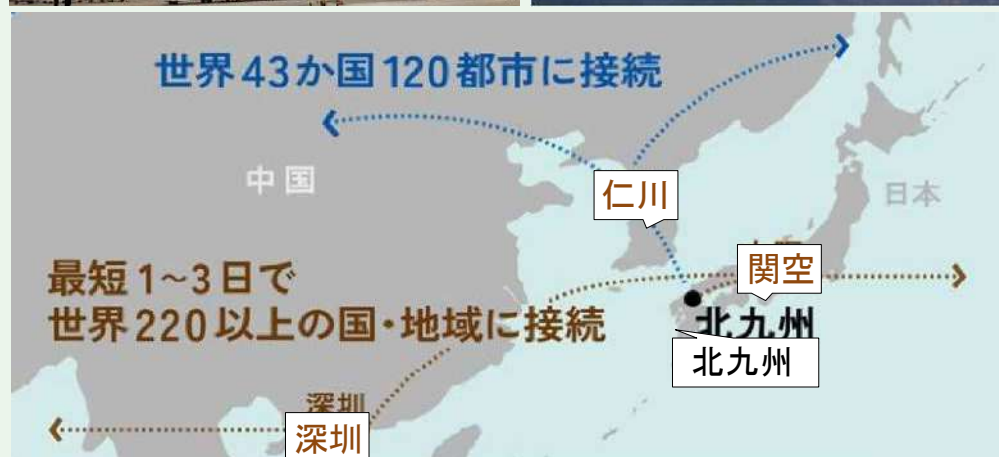 世界43か国120都市に接続
中国
仁川
日本
最短1~3日で
世界220以上の国・地域に接続
関空
北九州
北九州
深圳
深圳